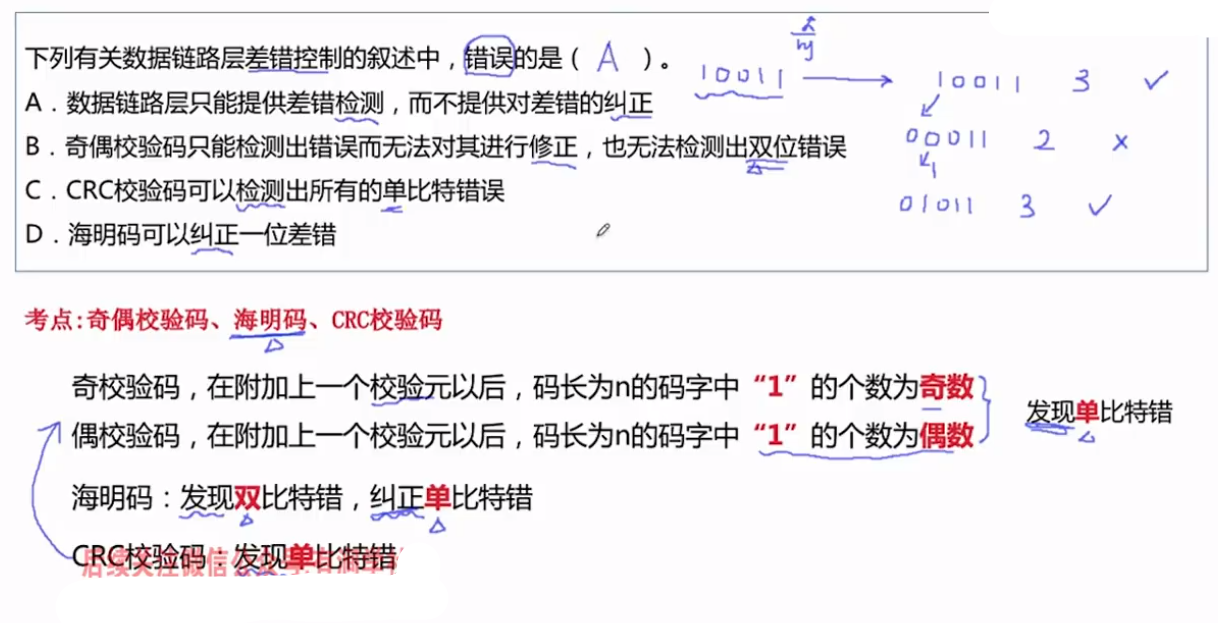 下列有关数据链路层差错控制的叙述中，错误的是（ A ）。
A．数据链路层只能提供差错检测，而不提供对差错的纠正
B．奇偶校验码只能检测出错误而无法对其进行修正，也无法检测出双位错误
C．CRC校验码可以检测出所有的单比特错误
D．海明码可以纠正一位差错
10011
10011 3 ✓
00011 2 ×
1
01011 3 ✓
考点:奇偶校验码、海明码、CRC校验码
奇校验码，在附加上一个校验元以后，码长为n的码字中“1”的个数为奇数
偶校验码，在附加上一个校验元以后，码长为n的码字中“1”的个数为偶数
发现单比特错
海明码：发现双比特错，纠正单比特错
CRC校验码：发现单比特错